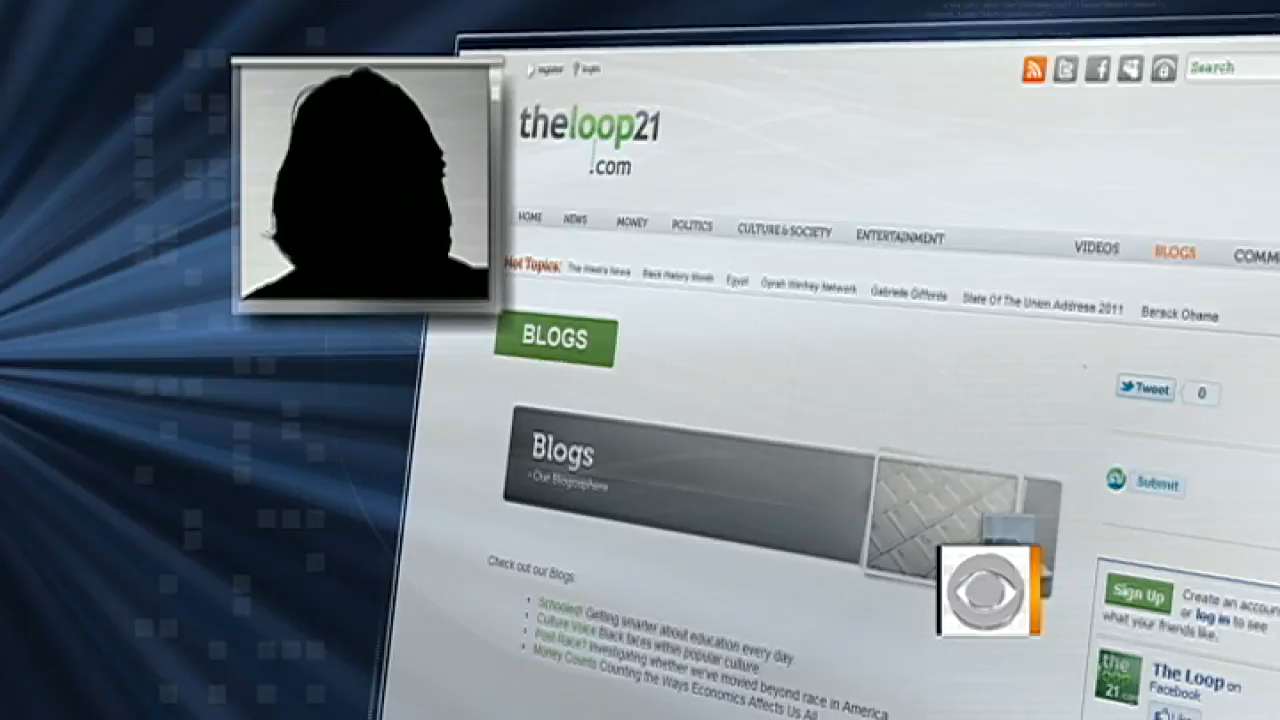 register login
Search
theloop21
.com
HOME NEWS MONEY POLITICS CULTURE & SOCIETY ENTERTAINMENT VIDEOS BLOGS COMM
Hot Topics: The Week's News Black History Month Egypt Oprah Winfrey Network Gabrielle Giffords State Of The Union Address 2011 Barack Obama
BLOGS
Tweet 0
Blogs
Our Blogosphere
Submit
Check out our Blogs:
Schooled! Getting smarter about education every day
Culture Voice Black faces within popular culture
Post-Race? Investigating whether we've moved beyond race in America
Money Counts Counting the Ways Economics Affects Us All
Sign Up Create an accoun
or log in to see
what your friends like.
the
21
The Loop on
Facebook